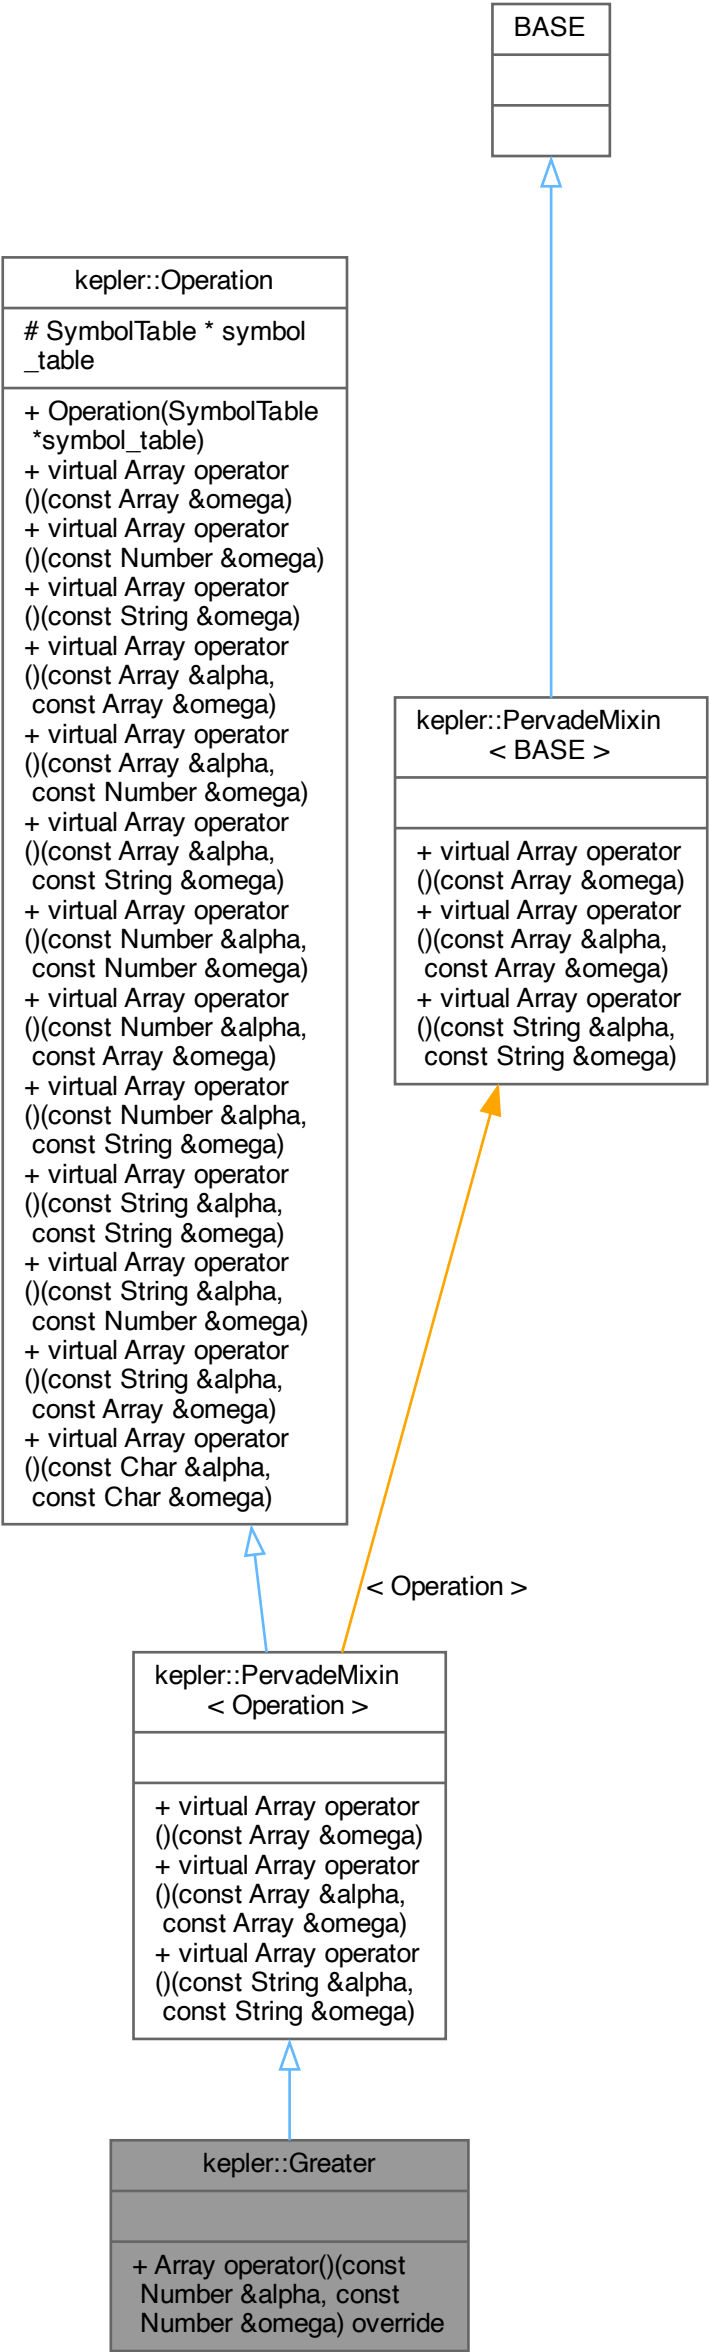 BASE
kepler::Operation
# SymbolTable * symbol
_table
+ Operation(SymbolTable
*symbol_table)
+ virtual Array operator
()(const Array &omega)
+ virtual Array operator
()(const Number &omega)
+ virtual Array operator
()(const String &omega)
+ virtual Array operator
()(const Array &alpha,
const Array &omega)
+ virtual Array operator
()(const Array &alpha,
const Number &omega)
+ virtual Array operator
()(const Array &alpha,
const String &omega)
+ virtual Array operator
()(const Number &alpha,
const Number &omega)
+ virtual Array operator
()(const Number &alpha,
const Array &omega)
+ virtual Array operator
()(const Number &alpha,
const String &omega)
+ virtual Array operator
()(const String &alpha,
const String &omega)
+ virtual Array operator
()(const String &alpha,
const Number &omega)
+ virtual Array operator
()(const String &alpha,
const Array &omega)
+ virtual Array operator
()(const Char &alpha,
const Char &omega)
kepler::PervadeMixin
< BASE >
+ virtual Array operator
()(const Array &omega)
+ virtual Array operator
()(const Array &alpha,
const Array &omega)
+ virtual Array operator
()(const String &alpha,
const String &omega)
< Operation >
kepler::PervadeMixin
< Operation >
+ virtual Array operator
()(const Array &omega)
+ virtual Array operator
()(const Array &alpha,
const Array &omega)
+ virtual Array operator
()(const String &alpha,
const String &omega)
kepler::Greater
+ Array operator()(const
Number &alpha, const
Number &omega) override